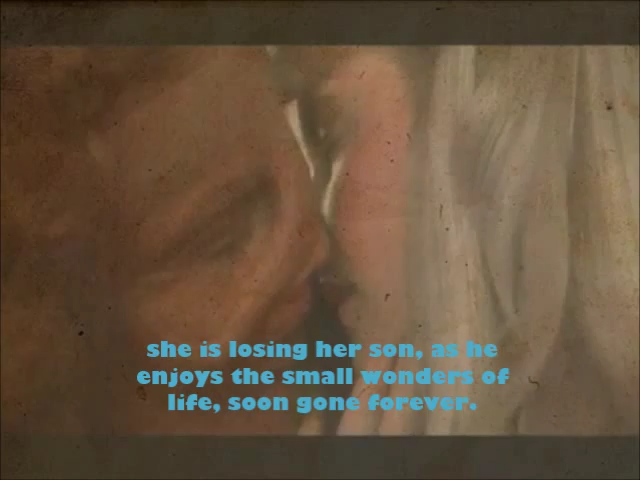 she is losing her son, as he
enjoys the small wonders of
life, soon gone forever.